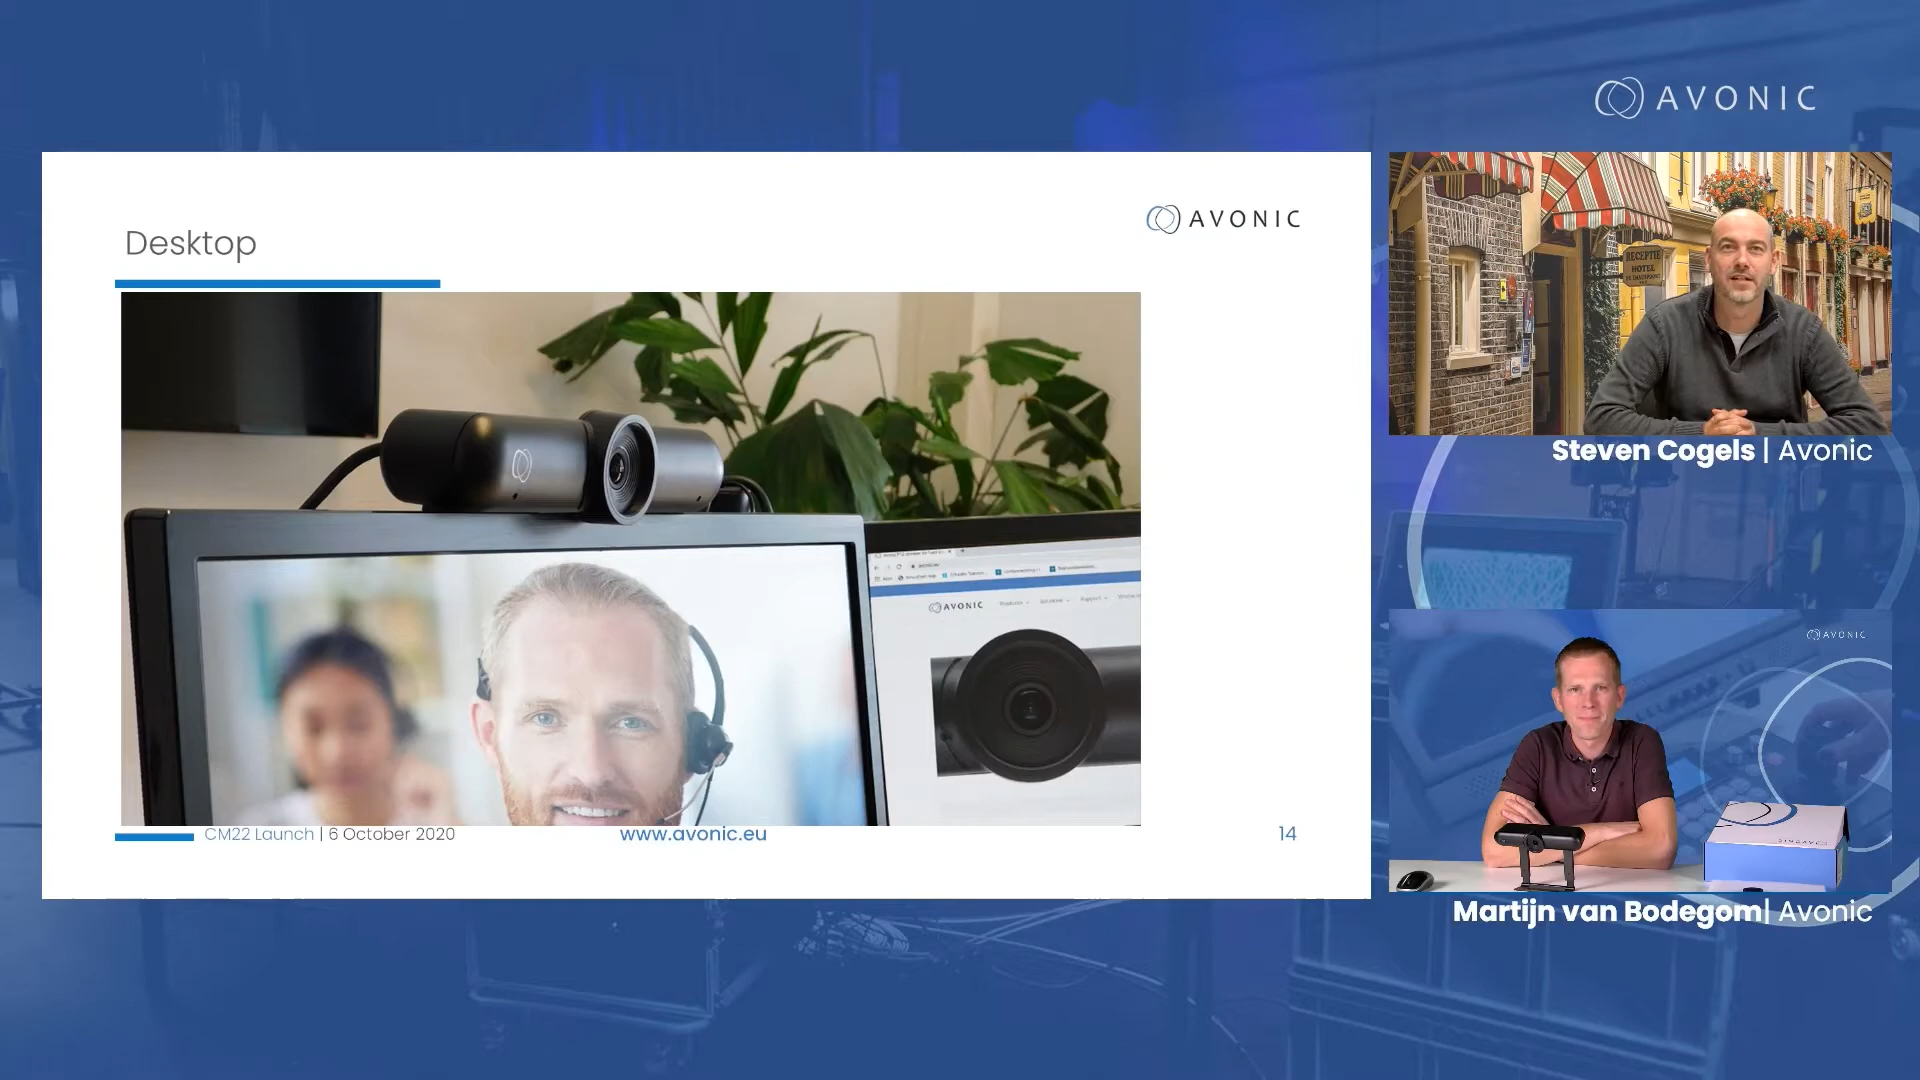 AVONIC
AVONIC
Desktop
AVONIC
CM22 Launch | 6 October 2020
www.avonic.eu
14
RECEPTIE
HOTEL
Steven Cogels | Avonic
AVONIC
AVONIC
Martijn van Bodegom| Avonic